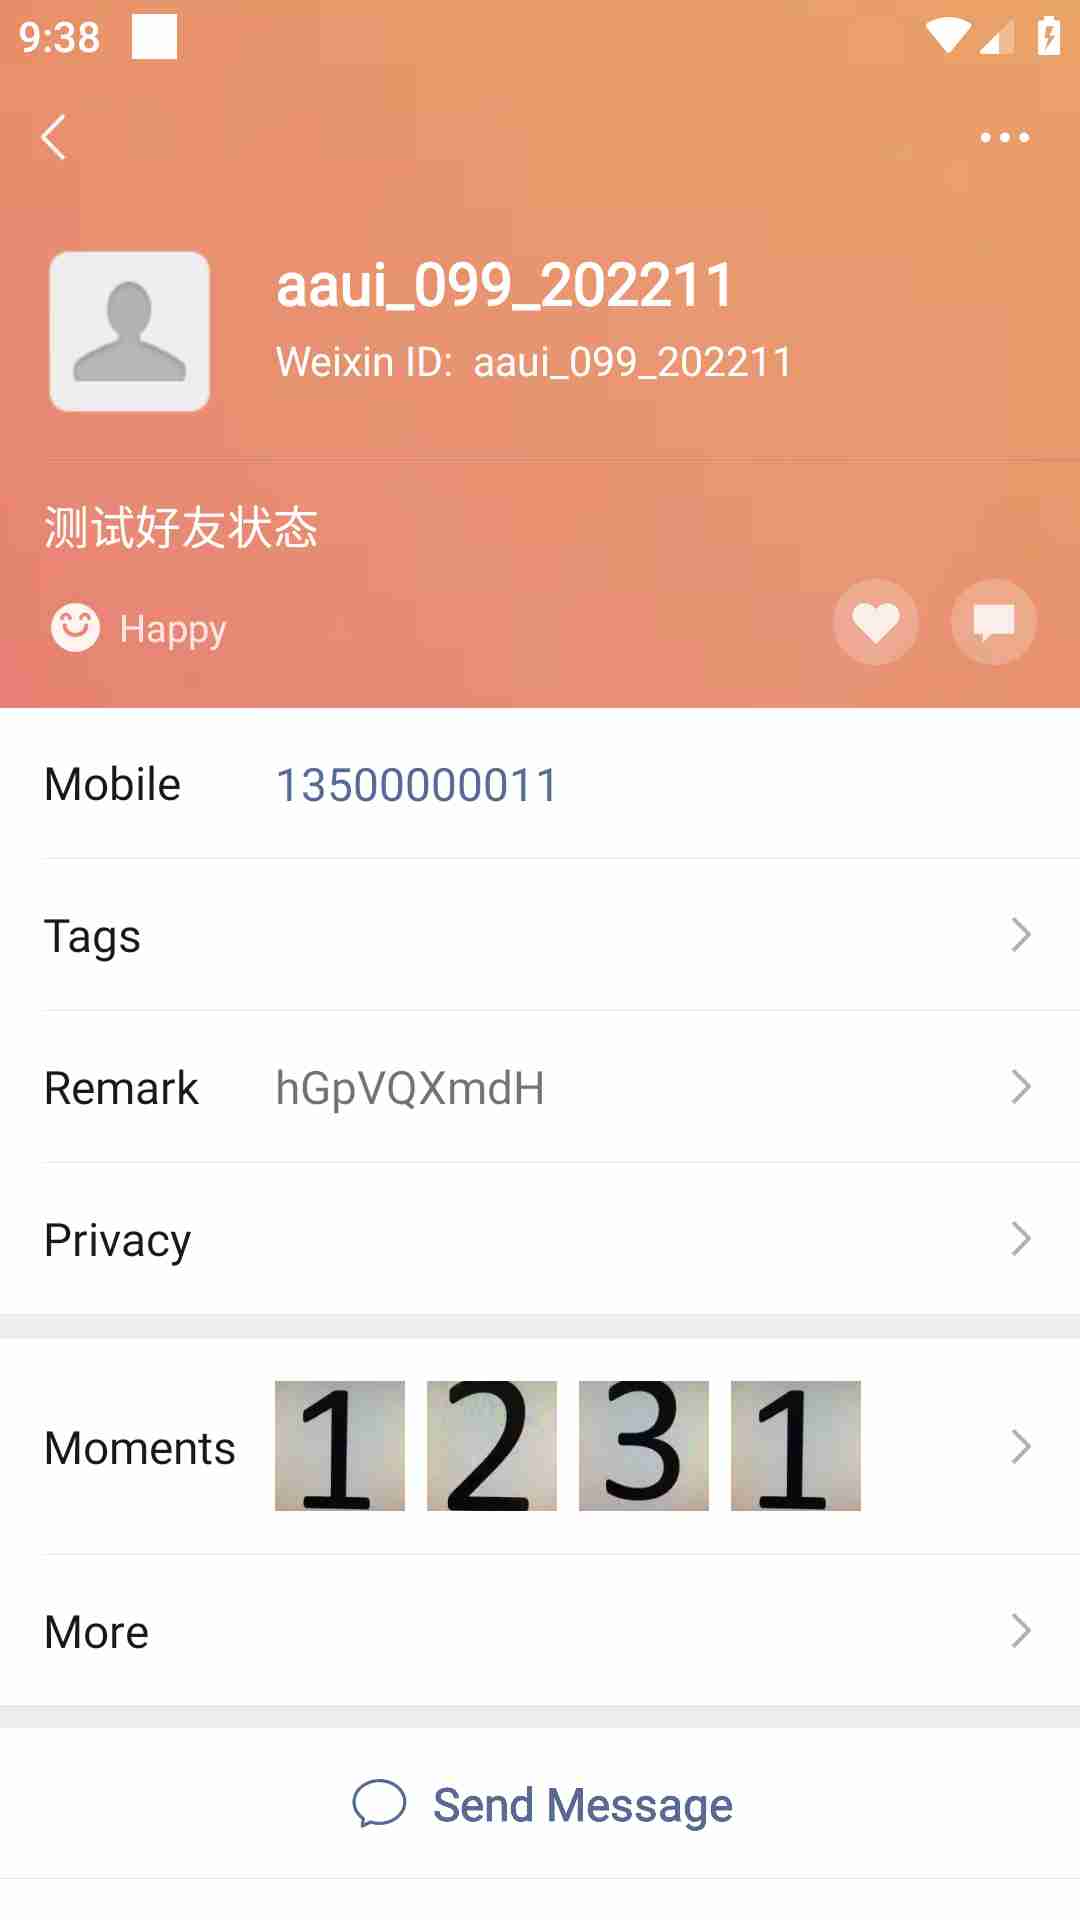 9:38
aaui_099_202211
Weixin ID: aaui_099_202211
测试好友状态
Happy
Mobile 13500000011
Tags
Remark hGpVQXmdH
Privacy
Moments 1 2 3 1
More
Send Message